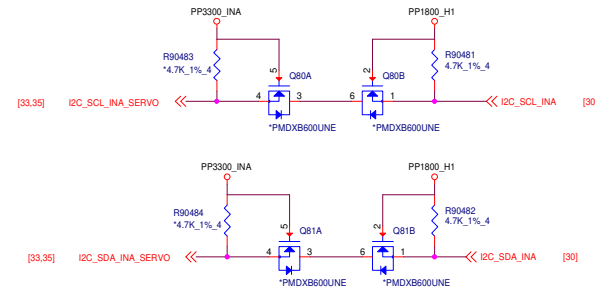 PP3300_INA
PP1800_H1
R90483
*4.7K_1%_4
5
Q80A
2
Q80B
R90481
4.7K_1%_4
[33,35]
I2C_SCL_INA_SERVO
4
3
6
1
I2C_SCL_INA
[30
*PMDXB600UNE
*PMDXB600UNE
PP3300_INA
PP1800_H1
R90484
*4.7K_1%_4
5
Q81A
2
Q81B
R90482
4.7K_1%_4
[33,35]
I2C_SDA_INA_SERVO
4
3
6
1
I2C_SDA_INA
[30]
*PMDXB600UNE
*PMDXB600UNE